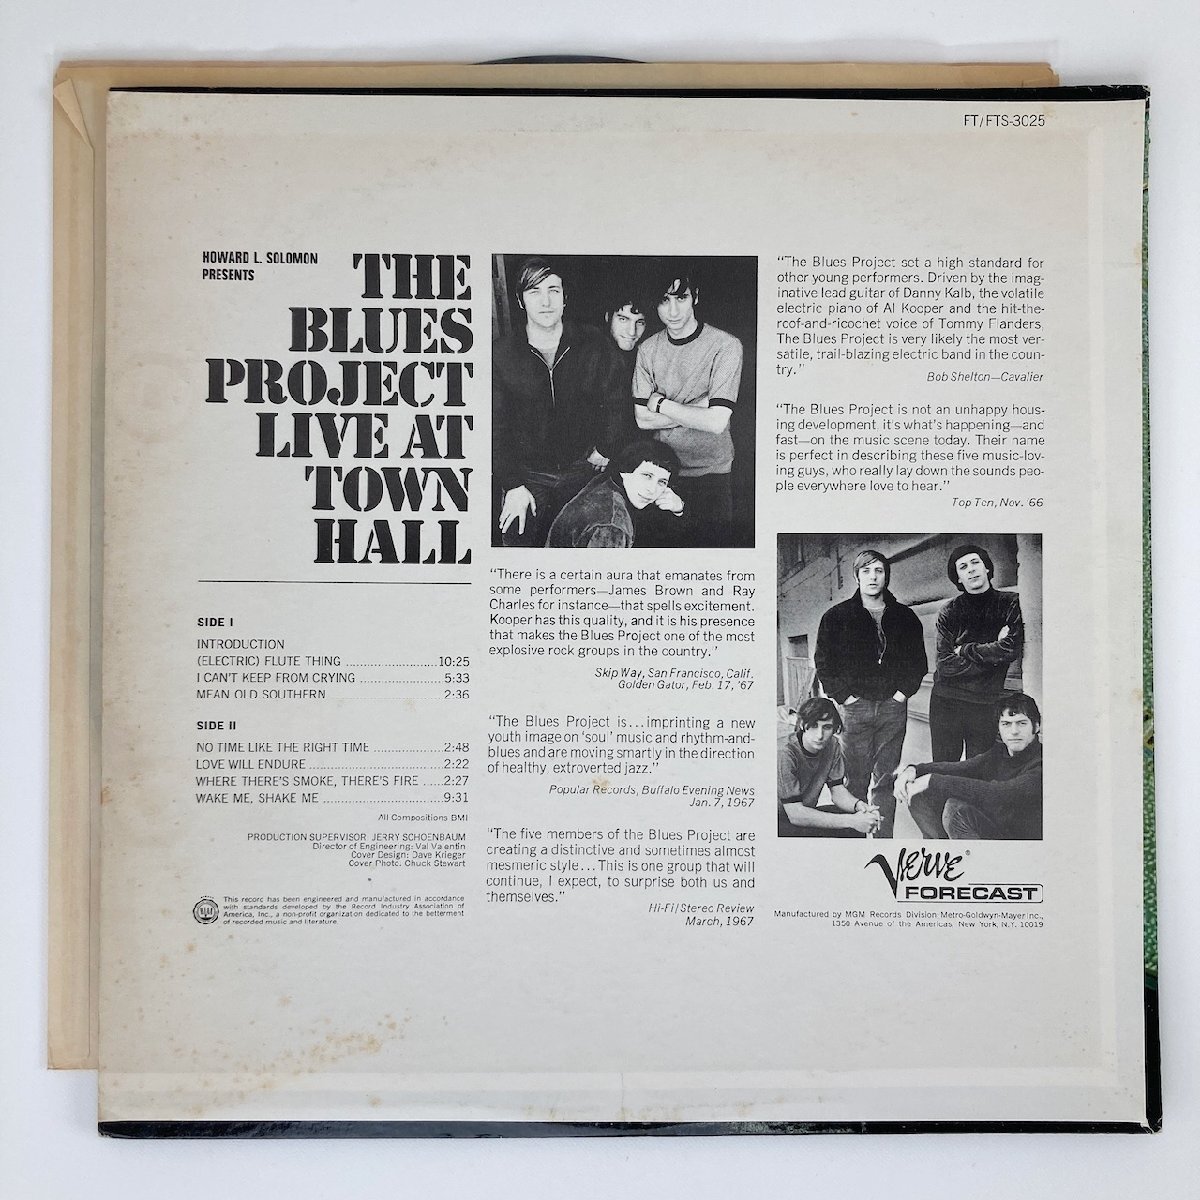 FT/FTS-3025
HOWARD L. SOLOMON
PRESENTS
THE
BLUES
PROJECT
LIVE AT
TOWN
HALL
SIDE I
INTRODUCTION
(ELECTRIC) FLUTE THING ........................10:25
I CAN'T KEEP FROM CRYING ......................5:33
MEAN OLD SOUTHERN ............................2:36
SIDE II
NO TIME LIKE THE RIGHT TIME ..................2:48
LOVE WILL ENDURE ..............................2:22
WHERE THERE'S SMOKE, THERE'S FIRE .....2:27
WAKE ME, SHAKE ME ..............................9:31
All Compositions BMI
PRODUCTION SUPERVISOR: JERRY SCHOENBAUM
Director of Engineering: Val Valentin
Cover Design: Dave Krieger
Cover Photo: Chuck Stewart
This record has been engineered and manufactured in accordance
with standards developed by the Record Industry Association of
America, Inc., a non-profit organization dedicated to the betterment
of recorded music and literature.
"There is a certain aura that emanates from
some performers—James Brown and Ray
Charles for instance—that spells excitement.
Kooper has this quality, and it is his presence
that makes the Blues Project one of the most
explosive rock groups in the country."
Skip Way, San Francisco, Calif.
Golden Gator, Feb. 17, '67
"The Blues Project is...imprinting a new
youth image on 'soul' music and rhythm-and-
blues and are moving smartly in the direction
of healthy, extroverted jazz."
Popular Records, Buffalo Evening News
Jan. 7, 1967
"The five members of the Blues Project are
creating a distinctive and sometimes almost
mesmeric style...This is one group that will
continue, I expect, to surprise both us and
themselves."
Hi-Fi/Stereo Review
March, 1967
"The Blues Project set a high standard for
other young performers. Driven by the imag-
inative lead guitar of Danny Kalb, the volatile
electric piano of Al Kooper and the hit-the-
roof-and-ricochet voice of Tommy Flanders,
The Blues Project is very likely the most ver-
satile, trail-blazing electric band in the coun-
try."
Bob Shelton—Cavalier
"The Blues Project is not an unhappy hous-
ing development, it's what's happening—and
fast—on the music scene today. Their name
is perfect in describing these five music-lov-
ing guys, who really lay down the sounds peo-
ple everywhere love to hear."
Top Ten, Nov. '66
Verve®
FORECAST
Manufactured by MGM Records Division Metro-Goldwyn-Mayer Inc.,
1350 Avenue of the Americas, New York, N.Y. 10019